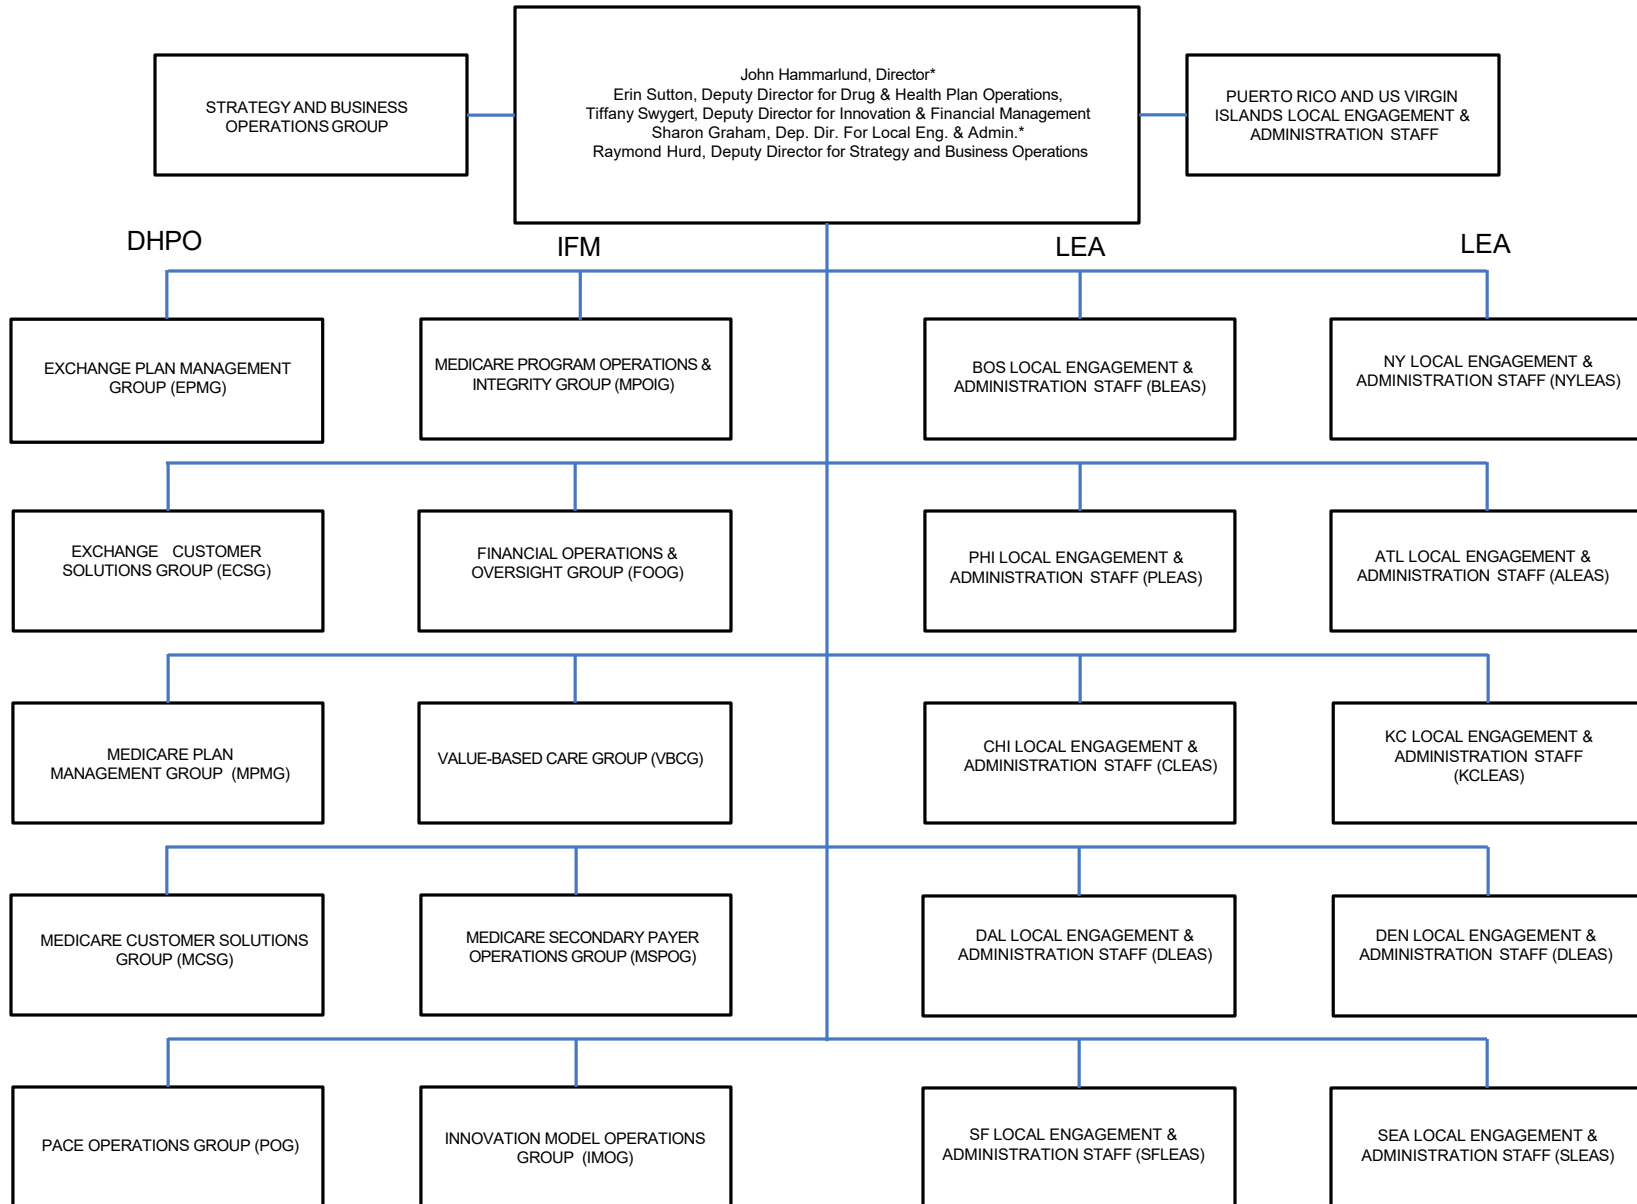 John Hammarlund, Director*
Erin Sutton, Deputy Director for Drug & Health Plan Operations,
Tiffany Swygert, Deputy Director for Innovation & Financial Management
Sharon Graham, Dep. Dir. For Local Eng. & Admin.*
Raymond Hurd, Deputy Director for Strategy and Business Operations
STRATEGY AND BUSINESS
OPERATIONS GROUP
PUERTO RICO AND US VIRGIN
ISLANDS LOCAL ENGAGEMENT &
ADMINISTRATION STAFF
DHPO
IFM
LEA
LEA
EXCHANGE PLAN MANAGEMENT
GROUP (EPMG)
MEDICARE PROGRAM OPERATIONS &
INTEGRITY GROUP (MPOIG)
BOS LOCAL ENGAGEMENT &
ADMINISTRATION STAFF (BLEAS)
NY LOCAL ENGAGEMENT &
ADMINISTRATION STAFF (NYLEAS)
EXCHANGE CUSTOMER
SOLUTIONS GROUP (ECSG)
FINANCIAL OPERATIONS &
OVERSIGHT GROUP (FOOG)
PHI LOCAL ENGAGEMENT &
ADMINISTRATION STAFF (PLEAS)
ATL LOCAL ENGAGEMENT &
ADMINISTRATION STAFF (ALEAS)
MEDICARE PLAN
MANAGEMENT GROUP (MPMG)
VALUE-BASED CARE GROUP (VBCG)
CHI LOCAL ENGAGEMENT &
ADMINISTRATION STAFF (CLEAS)
KC LOCAL ENGAGEMENT &
ADMINISTRATION STAFF
(KCLEAS)
MEDICARE CUSTOMER SOLUTIONS
GROUP (MCSG)
MEDICARE SECONDARY PAYER
OPERATIONS GROUP (MSPOG)
DAL LOCAL ENGAGEMENT &
ADMINISTRATION STAFF (DLEAS)
DEN LOCAL ENGAGEMENT &
ADMINISTRATION STAFF (DLEAS)
PACE OPERATIONS GROUP (POG)
INNOVATION MODEL OPERATIONS
GROUP (IMOG)
SF LOCAL ENGAGEMENT &
ADMINISTRATION STAFF (SFLEAS)
SEA LOCAL ENGAGEMENT &
ADMINISTRATION STAFF (SLEAS)